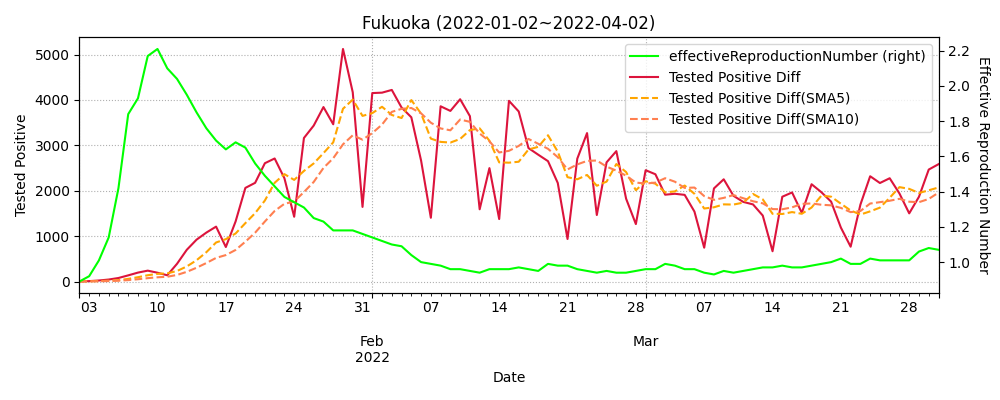 Fukuoka (2022-01-02~2022-04-02)
effectiveReproductionNumber (right)
Tested Positive Diff
Tested Positive Diff(SMA5)
Tested Positive Diff(SMA10)
Tested Positive
5000
4000
3000
2000
1000
0
Effective Reproduction Number
2.2
2.0
1.8
1.6
1.4
1.2
1.0
03 10 17 24 31 07 14 21 28 07 14 21 28
Feb Mar
2022
Date